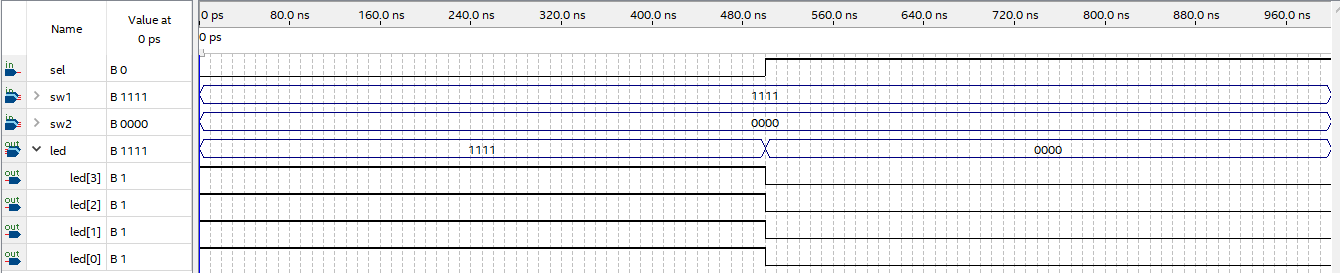 Name Value at 0 ps
0 ps 80.0 ns 160.0 ns 240.0 ns 320.0 ns 400.0 ns 480.0 ns 560.0 ns 640.0 ns 720.0 ns 800.0 ns 880.0 ns 960.0 ns
0 ps
in sel B 0
in sw1 B 1111 1111
in sw2 B 0000 0000
out led B 1111 1111 0000
out led[3] B 1
out led[2] B 1
out led[1] B 1
out led[0] B 1